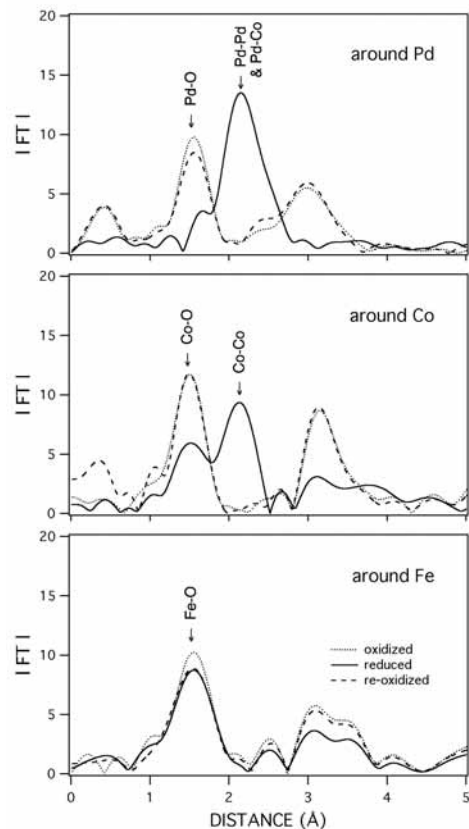 20
15
10
5
0
| FT |
Pd-O
Pd-Pd
& Pd-Co
around Pd
20
15
10
5
0
| FT |
Co-O
Co-Co
around Co
20
15
10
5
0
| FT |
Fe-O
around Fe
oxidized
reduced
re-oxidized
0 1 2 3 4 5
DISTANCE (Å)